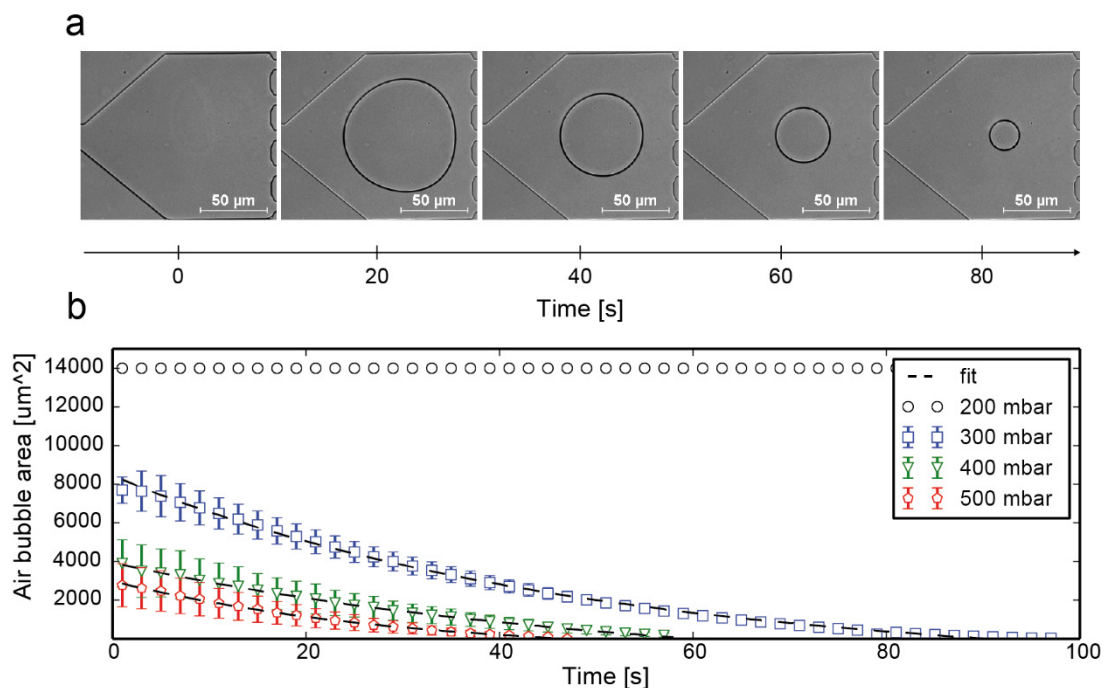 a
50 µm 50 µm 50 µm 50 µm 50 µm
0 20 40 60 80
Time [s]
b
Air bubble area [um^2]
14000
12000
10000
8000
6000
4000
2000
fit
200 mbar
300 mbar
400 mbar
500 mbar
0 20 40 60 80 100
Time [s]